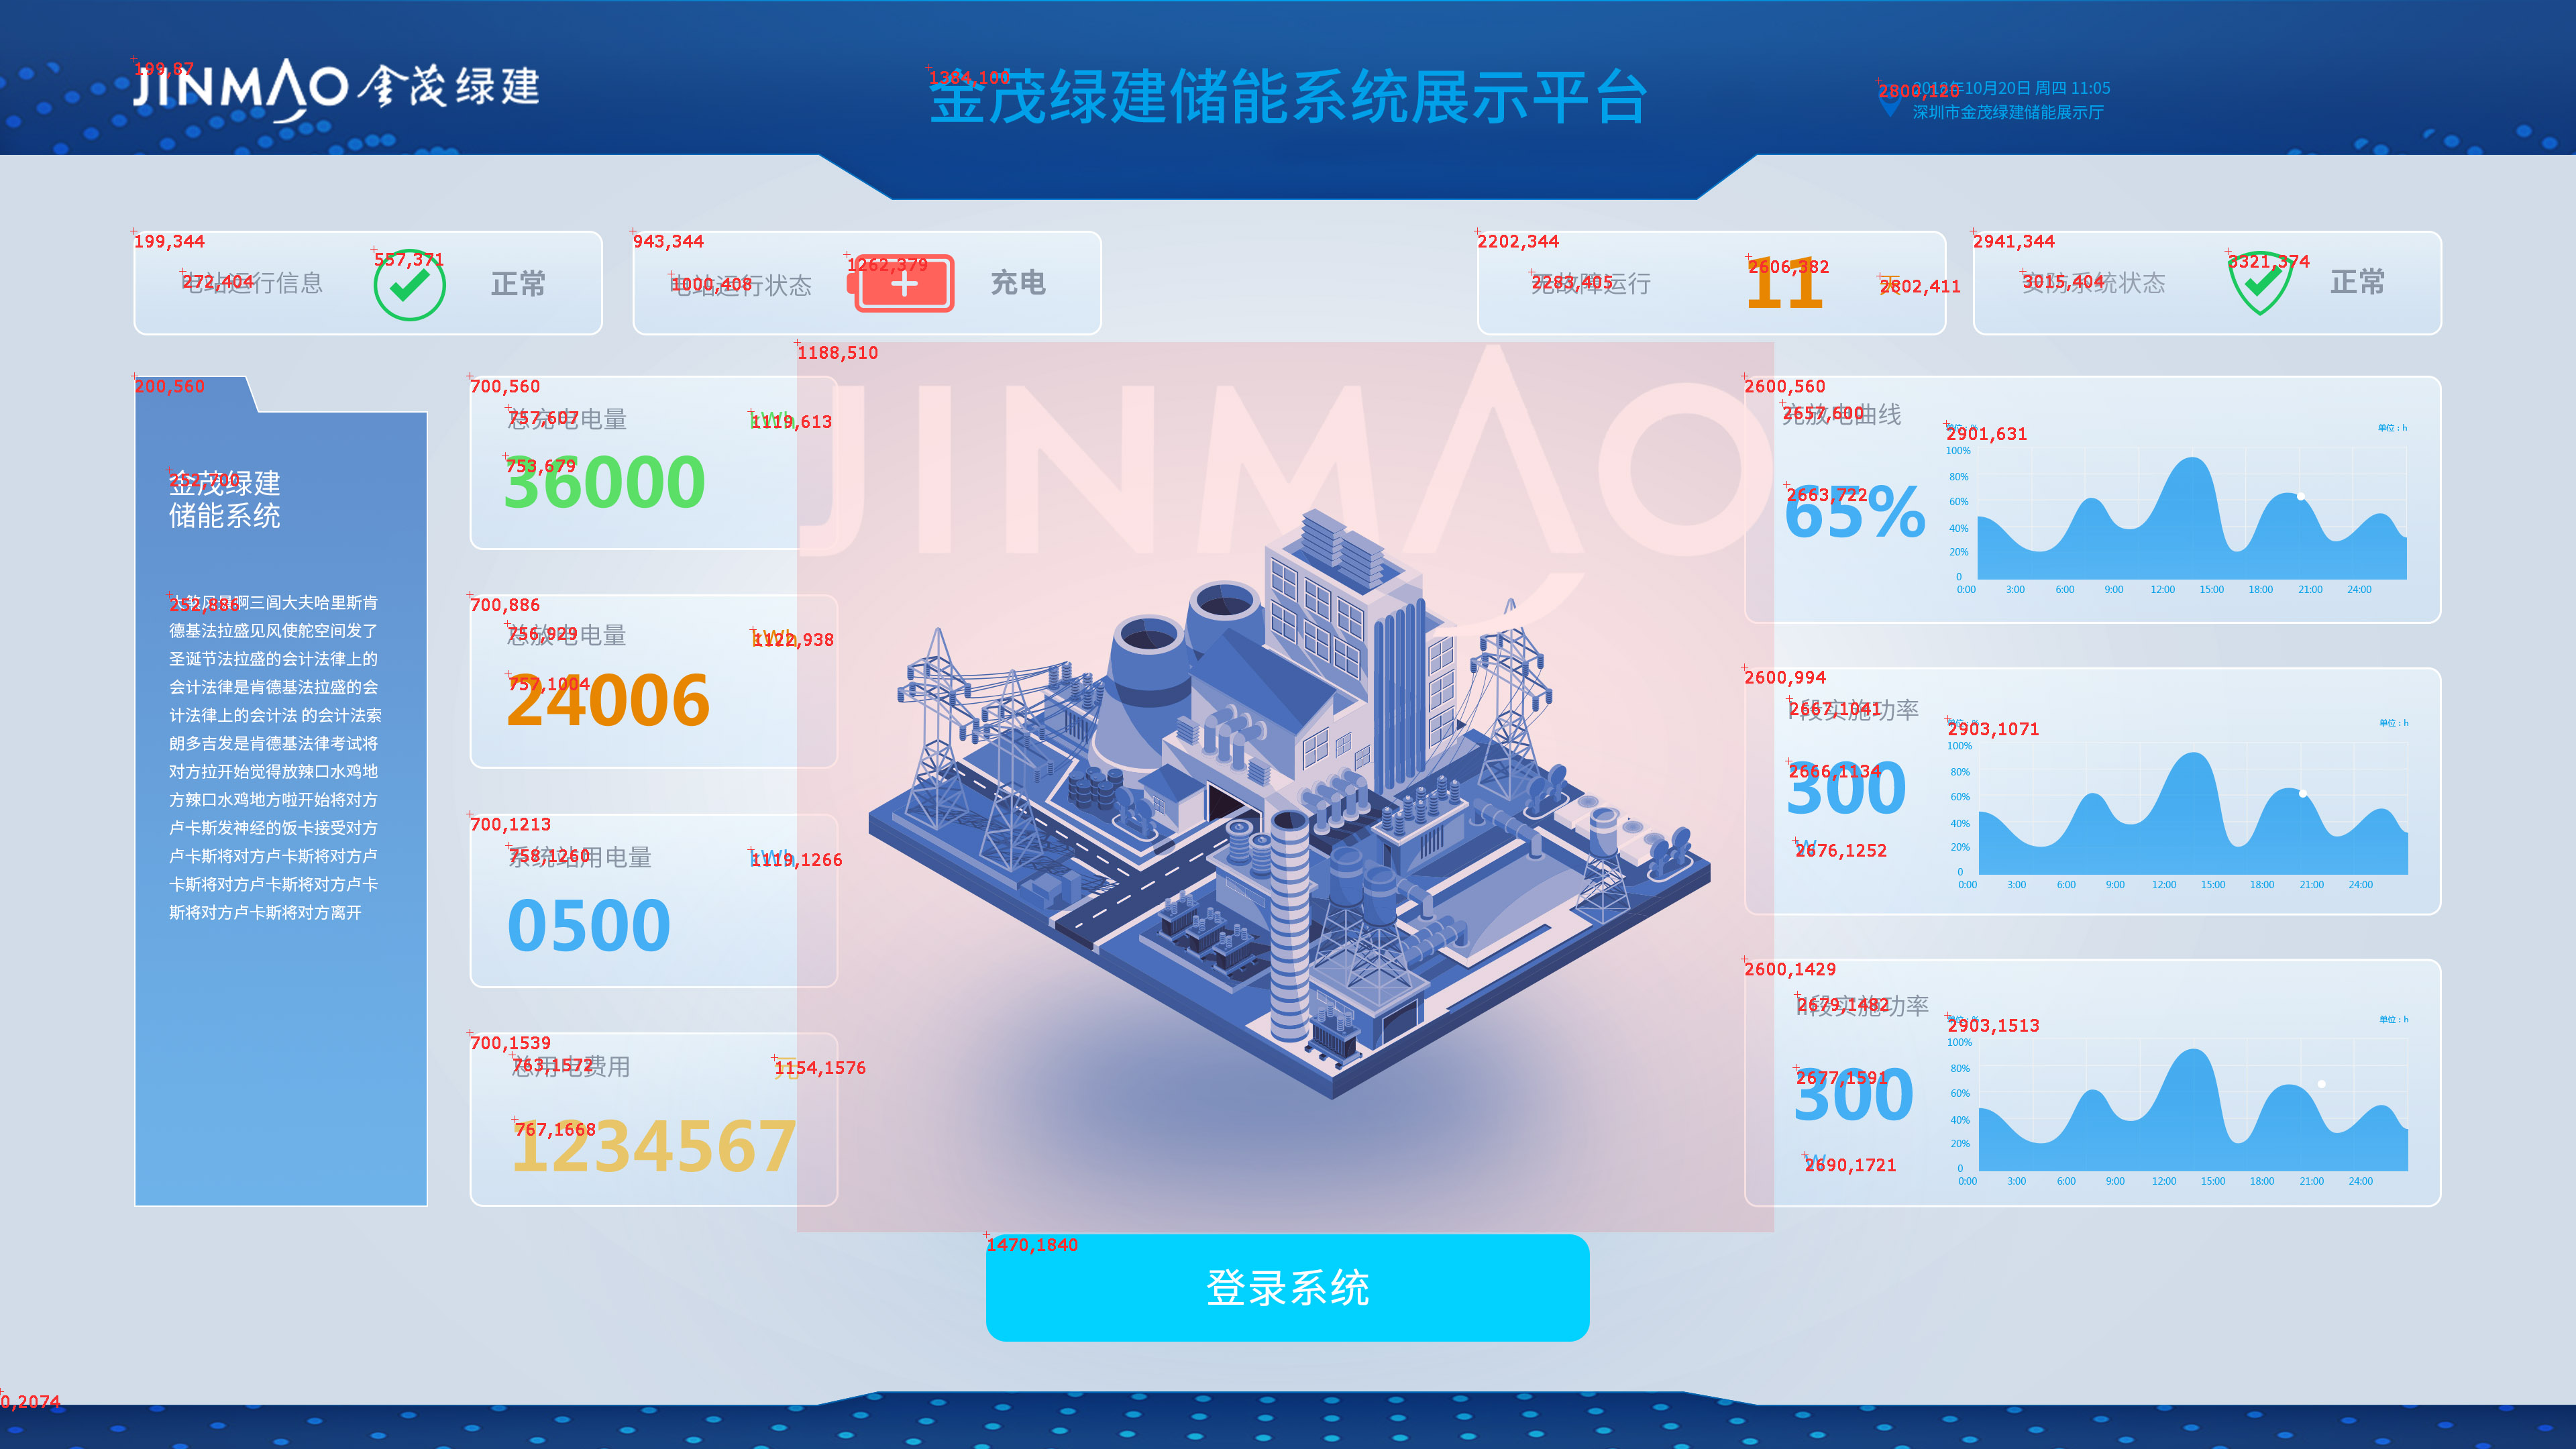 JINMAO 金茂绿建
199,87
金茂绿建储能系统展示平台
1384,100
2018年10月20日 周四 11:05
2800,120
深圳市金茂绿建储能展示厅
199,344
电站运行信息
272,404
557,371
正常
943,344
电站运行状态
1000,408
1262,379
充电
2202,344
无故障运行
2283,405
11
2606,382
天
2802,411
2941,344
安防系统状态
3015,404
3321,374
正常
200,560
金茂绿建
252,700
储能系统
252,886
德基法拉盛见风使舵空间发了
圣诞节法拉盛的会计法律上的
会计法律是肯德基法拉盛的会
计法律上的会计法 的会计法索
朗多吉发是肯德基法律考试将
对方拉开始觉得放辣口水鸡地
方辣口水鸡地方啦开始将对方
卢卡斯发神经的饭卡接受对方
卢卡斯将对方卢卡斯将对方卢
卡斯将对方卢卡斯将对方卢卡
斯将对方卢卡斯将对方离开
700,560
总充电电量
757,607
kWh
1119,613
36000
753,679
700,886
总放电电量
756,929
kWh
1122,938
24006
757,1004
700,1213
系统站用电量
758,1260
kWh
1119,1266
0500
700,1539
总用电费用
763,1572
元
1154,1576
1234567
767,1668
1188,510
JINMAO
2600,560
充放电曲线
2657,600
65%
2663,722
2901,631
单位：h
100%
80%
60%
40%
20%
0
0:00 3:00 6:00 9:00 12:00 15:00 18:00 21:00 24:00
2600,994
I段实施功率
2667,1041
300
2666,1134
W
2676,1252
2903,1071
单位：h
100%
80%
60%
40%
20%
0
0:00 3:00 6:00 9:00 12:00 15:00 18:00 21:00 24:00
2600,1429
II段实施功率
2679,1482
300
2677,1591
W
2690,1721
2903,1513
单位：h
100%
80%
60%
40%
20%
0
0:00 3:00 6:00 9:00 12:00 15:00 18:00 21:00 24:00
1470,1840
登录系统
0,2074